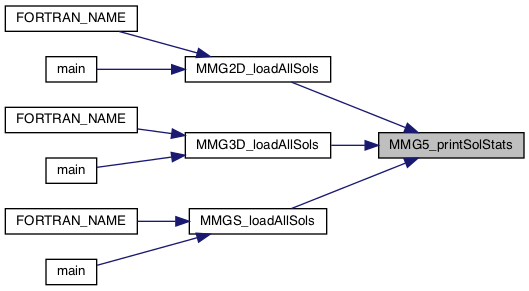 FORTRAN_NAME
main
MMG2D_loadAllSols
FORTRAN_NAME
main
MMG3D_loadAllSols
MMG5_printSolStats
FORTRAN_NAME
main
MMGS_loadAllSols